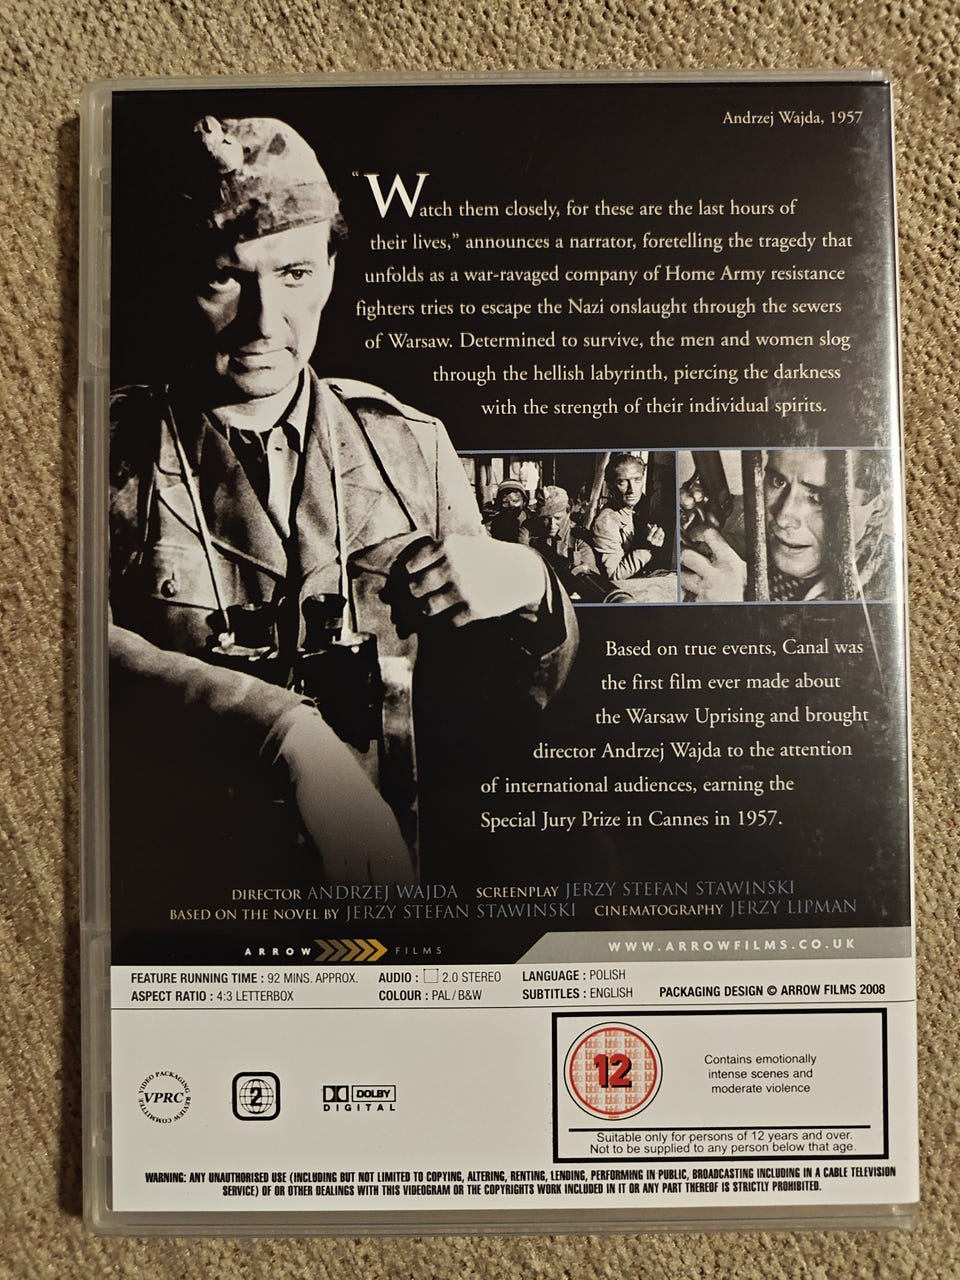 Andrzej Wajda, 1957
“Watch them closely, for these are the last hours of
their lives,” announces a narrator, foretelling the tragedy that
unfolds as a war-ravaged company of Home Army resistance
fighters tries to escape the Nazi onslaught through the sewers
of Warsaw. Determined to survive, the men and women slog
through the hellish labyrinth, piercing the darkness
with the strength of their individual spirits.
Based on true events, Canal was
the first film ever made about
the Warsaw Uprising and brought
director Andrzej Wajda to the attention
of international audiences, earning the
Special Jury Prize in Cannes in 1957.
DIRECTOR ANDRZEJ WAJDA SCREENPLAY JERZY STEFAN STAWINSKI
BASED ON THE NOVEL BY JERZY STEFAN STAWINSKI CINEMATOGRAPHY JERZY LIPMAN
ARROW FILMS WWW.ARROWFILMS.CO.UK
FEATURE RUNNING TIME : 92 MINS. APPROX. AUDIO : 2.0 STEREO LANGUAGE : POLISH
ASPECT RATIO : 4:3 LETTERBOX COLOUR : PAL / B&W SUBTITLES : ENGLISH PACKAGING DESIGN © ARROW FILMS 2008
VIDEO PACKAGING REVIEW COMMITTEE
VPRC
2
DOLBY
DIGITAL
12
Contains emotionally
intense scenes and
moderate violence
Suitable only for persons of 12 years and over.
Not to be supplied to any person below that age.
WARNING: ANY UNAUTHORISED USE (INCLUDING BUT NOT LIMITED TO COPYING, ALTERING, RENTING, LENDING, PERFORMING IN PUBLIC, BROADCASTING INCLUDING IN A CABLE TELEVISION
SERVICE) OF OR OTHER DEALINGS WITH THIS VIDEOGRAM OR THE COPYRIGHTS WORK INCLUDED IN IT OR ANY PART THEREOF IS STRICTLY PROHIBITED.